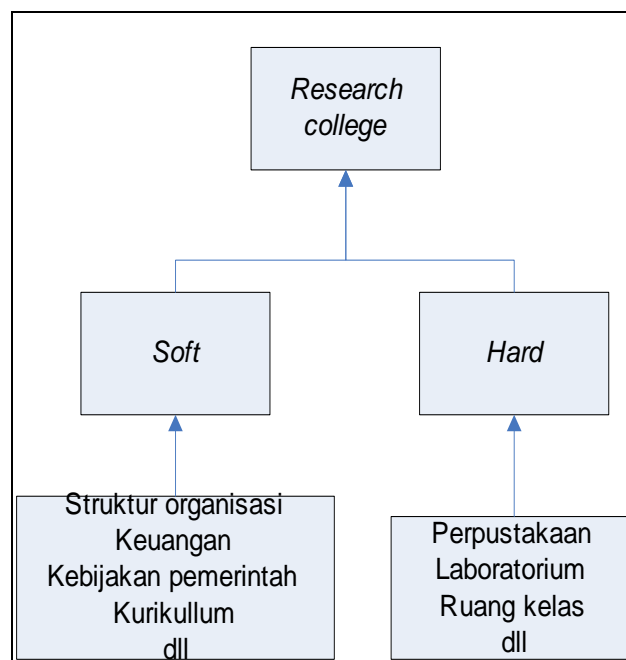 Research
college
Soft
Hard
Struktur organisasi
Keuangan
Kebijakan pemerintah
Kurikullum
dll
Perpustakaan
Laboratorium
Ruang kelas
dll